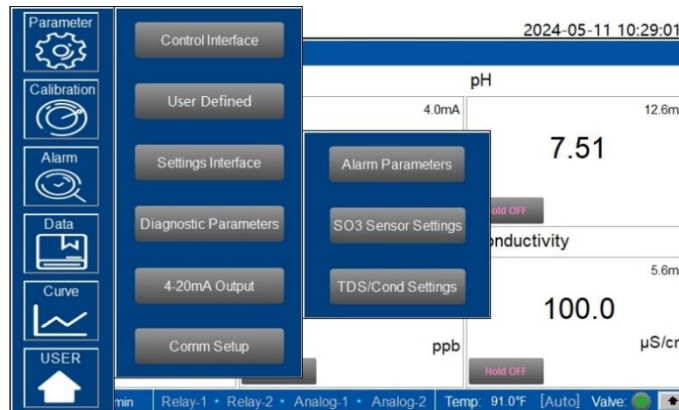 Parameter
2024-05-11 10:29:01
Control Interface
Calibration
pH
User Defined
4.0mA
12.6m
7.51
Alarm
Settings Interface
Alarm Parameters
Hold OFF
Data
Diagnostic Parameters
SO3 Sensor Settings
onductivity
5.6m
Curve
4-20mA Output
TDS/Cond Settings
100.0
Comm Setup
ppb
µS/cr
USER
Hold OFF
min Relay-1 • Relay-2 • Analog-1 • Analog-2 Temp: 91.0°F [Auto] Valve: